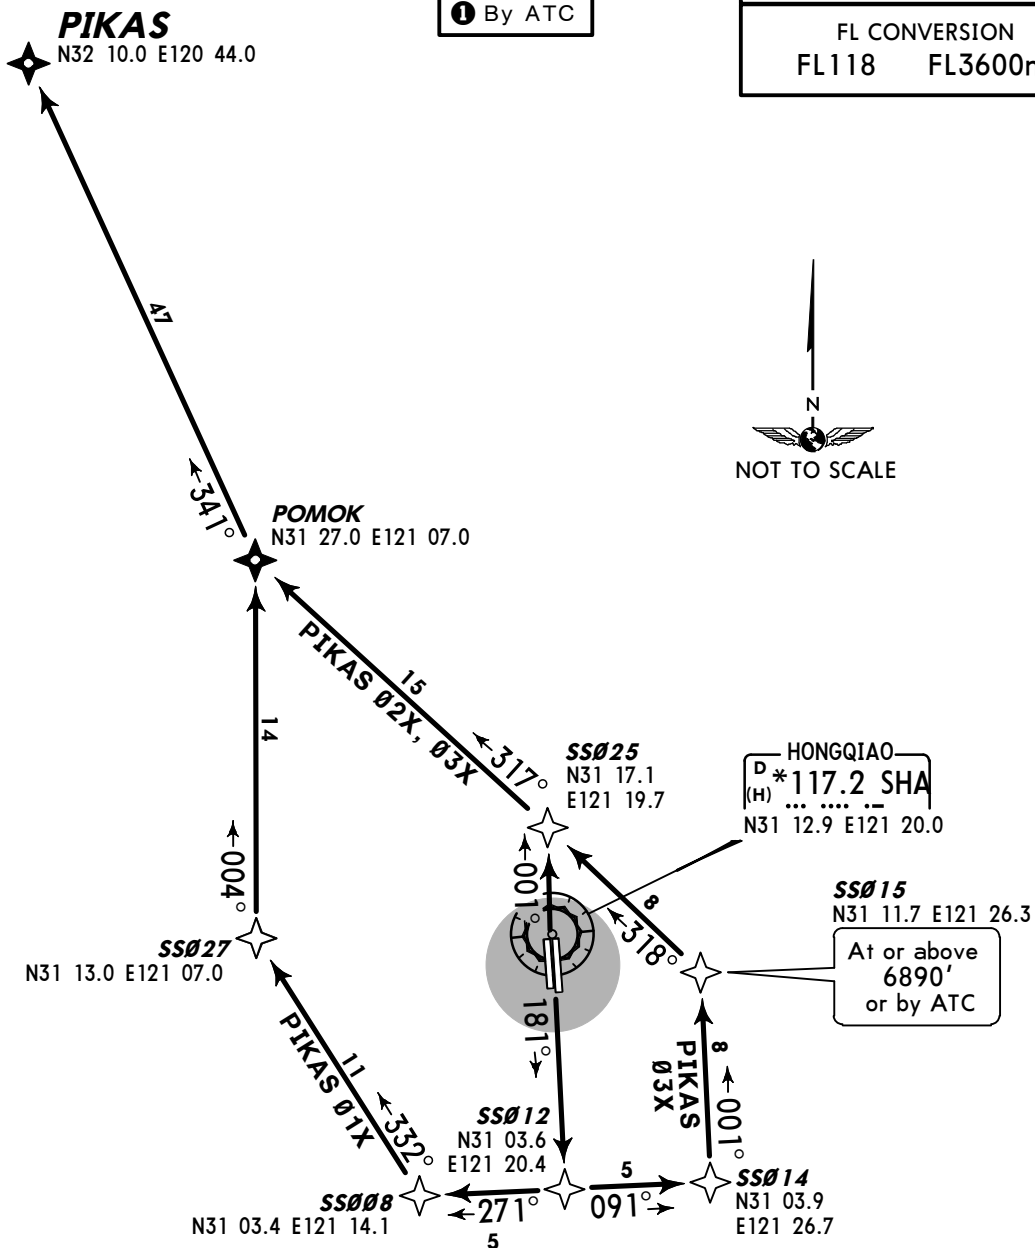 ❶ By ATC
FL CONVERSION
FL118 FL3600
PIKAS
N32 10.0 E120 44.0
47
N
NOT TO SCALE
←341°
POMOK
N31 27.0 E121 07.0
PIKAS Ø2X, Ø3X
15
14
←317°
SSØ25
N31 17.1
E121 19.7
HONGQIAO
D
(H) *117.2 SHA
... .... .–
N31 12.9 E121 20.0
←004°
←001°
8
←318°
SSØ15
N31 11.7 E121 26.3
At or above
6890'
or by ATC
SSØ27
N31 13.0 E121 07.0
181°→
PIKAS Ø1X
11
←332°
PIKAS
Ø3X
8
←001°
SSØ12
N31 03.6
E121 20.4
SSØØ8
N31 03.4 E121 14.1
←271°
5
5
091°→
SSØ14
N31 03.9
E121 26.7